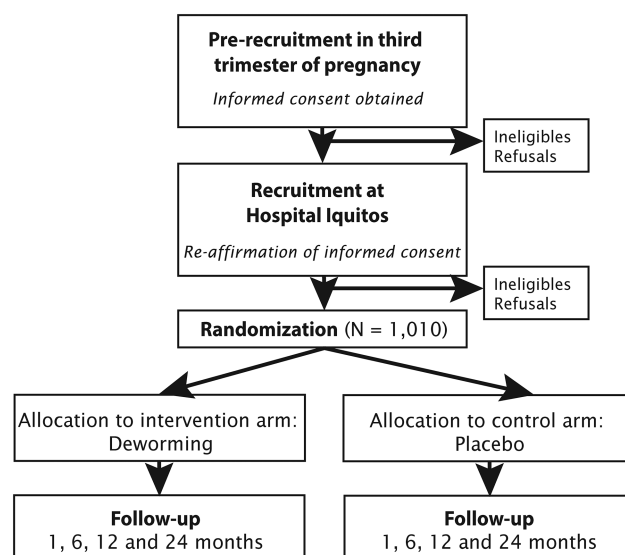 Pre-recruitment in third
trimester of pregnancy
Informed consent obtained
Ineligibles
Refusals
Recruitment at
Hospital Iquitos
Re-affirmation of informed consent
Ineligibles
Refusals
Randomization (N = 1,010)
Allocation to intervention arm:
Deworming
Allocation to control arm:
Placebo
Follow-up
1, 6, 12 and 24 months
Follow-up
1, 6, 12 and 24 months